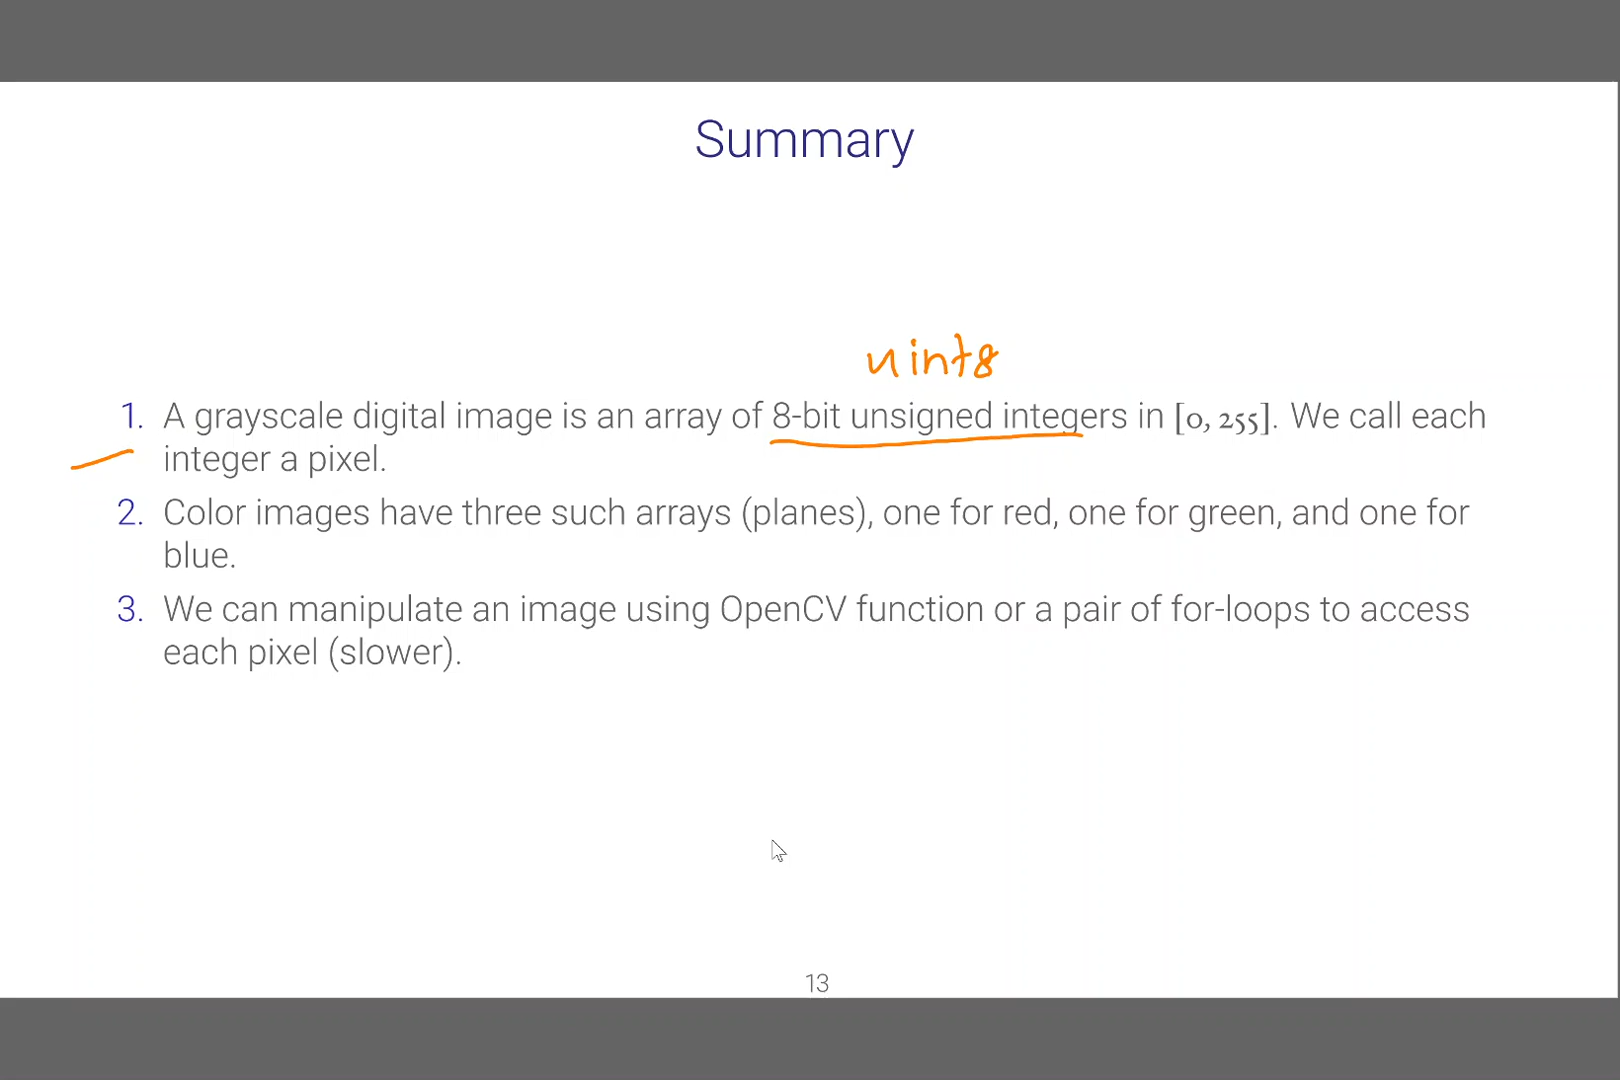 Summary
uint8
1. A grayscale digital image is an array of 8-bit unsigned integers in [0, 255]. We call each
integer a pixel.
2. Color images have three such arrays (planes), one for red, one for green, and one for
blue.
3. We can manipulate an image using OpenCV function or a pair of for-loops to access
each pixel (slower).
13